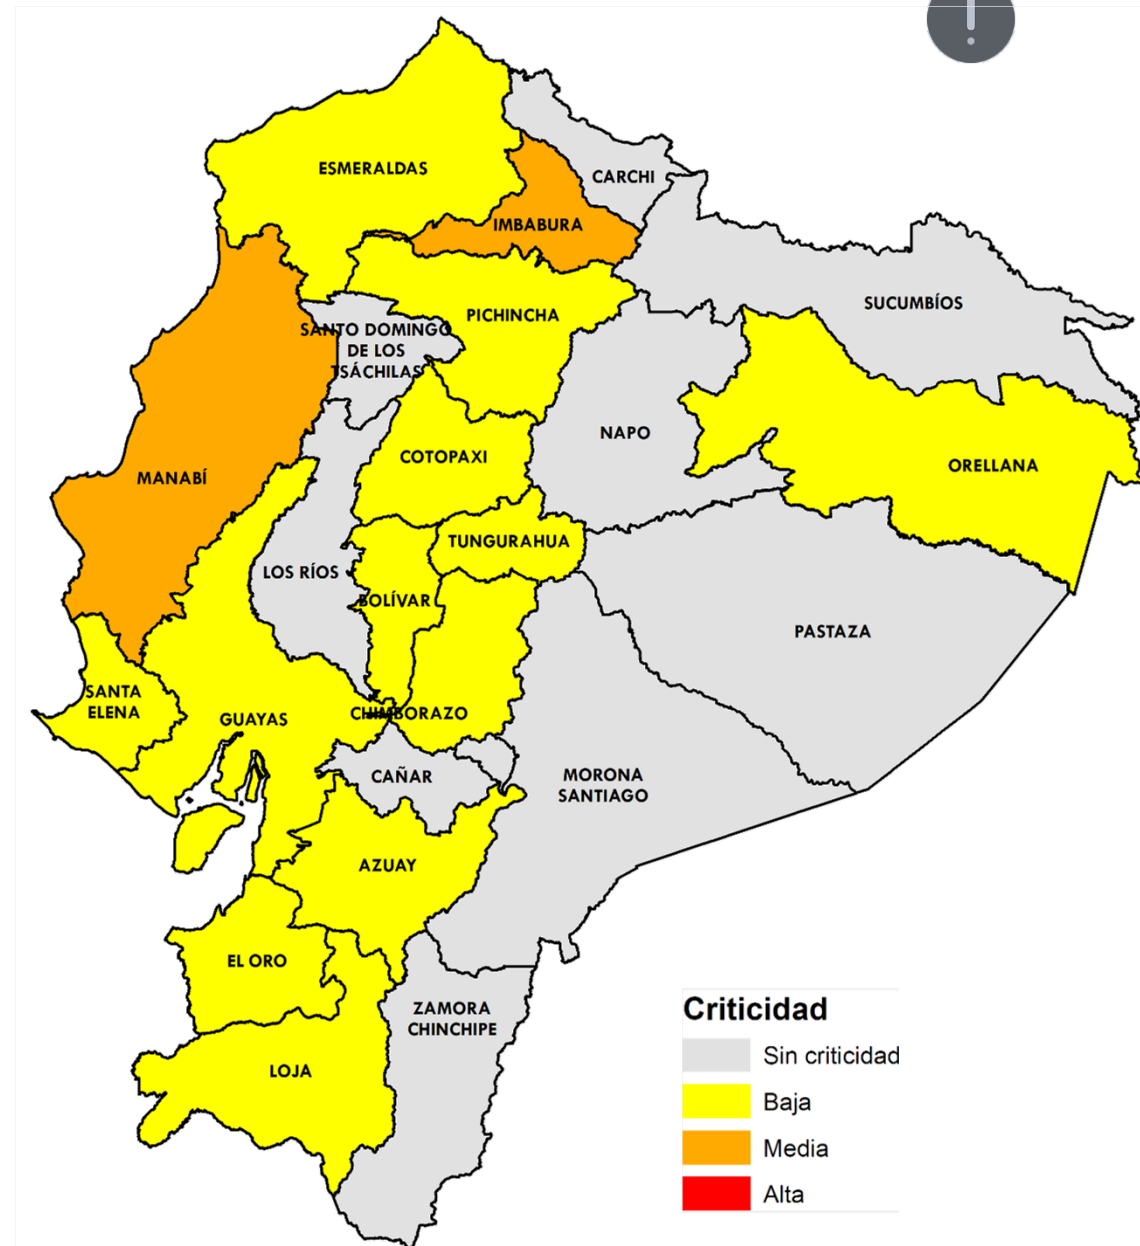 ESMERALDAS
CARCHI
IMBABURA
SUCUMBÍOS
PICHINCHA
SANTO DOMINGO
DE LOS
TSÁCHILAS
NAPO
COTOPAXI
ORELLANA
MANABÍ
TUNGURAHUA
LOS RÍOS
BOLÍVAR
PASTAZA
SANTA
ELENA
GUAYAS
CHIMBORAZO
CAÑAR
MORONA
SANTIAGO
AZUAY
EL ORO
ZAMORA
CHINCHIPE
LOJA
Criticidad
Sin criticidad
Baja
Media
Alta